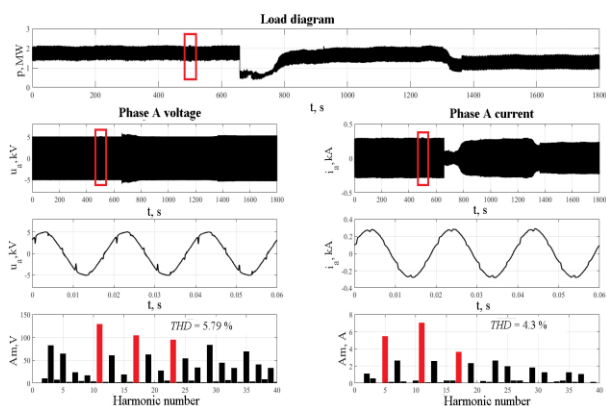 Load diagram
p, MW
3
2
1
0
0 200 400 600 800 1000 1200 1400 1600 1800
t, s
Phase A voltage
u_a, kV
5
0
-5
0 200 400 600 800 1000 1200 1400 1600 1800
t, s
u_a, kV
5
0
-5
0 0.01 0.02 0.03 0.04 0.05 0.06
t, s
Am, V
150
100
50
0
THD = 5.79 %
0 5 10 15 20 25 30 35 40
Harmonic number
Phase A current
i_a, kA
0.5
0
-0.5
0 200 400 600 800 1000 1200 1400 1600 1800
t, s
i_a, kA
0.4
0.2
0
-0.2
-0.4
0 0.01 0.02 0.03 0.04 0.05 0.06
t, s
Am, A
8
6
4
2
0
THD = 4.3 %
0 5 10 15 20 25 30 35 40
Harmonic number